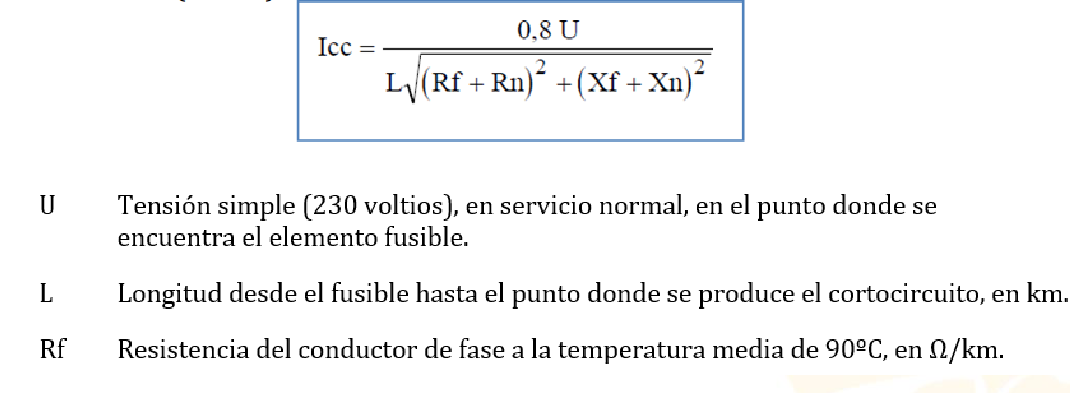 Icc = 0,8 U / L√(Rf + Rn)² + (Xf + Xn)²
U Tensión simple (230 voltios), en servicio normal, en el punto donde se
encuentra el elemento fusible.
L Longitud desde el fusible hasta el punto donde se produce el cortocircuito, en km.
Rf Resistencia del conductor de fase a la temperatura media de 90ºC, en Ω/km.